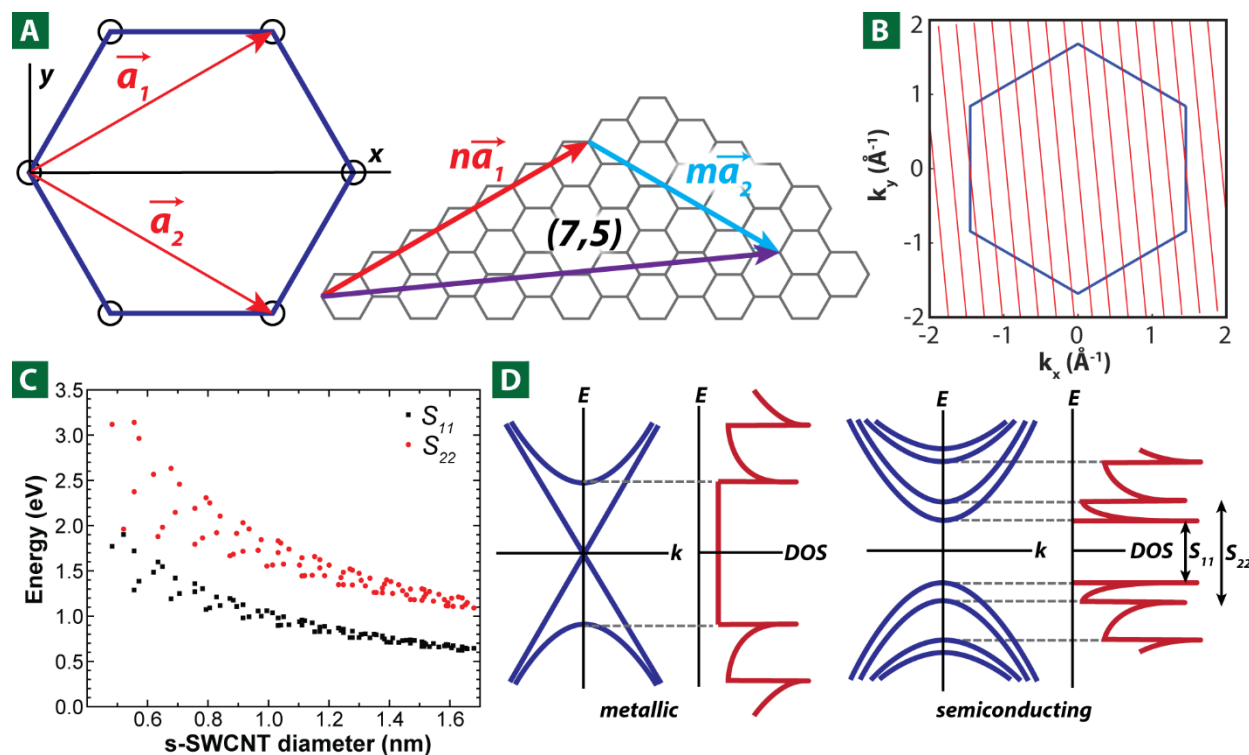 A
y
x
a₁
a₂
na₁
ma₂
(7,5)
B
2
1
0
-1
-2
k_y (Å⁻¹)
-2 -1 0 1 2
k_x (Å⁻¹)
C
3.5
3.0
2.5
2.0
1.5
1.0
0.5
0.0
Energy (eV)
S₁₁
S₂₂
0.6 0.8 1.0 1.2 1.4 1.6
s-SWCNT diameter (nm)
D
E E E E
k DOS k DOS S₁₁ S₂₂
metallic semiconducting